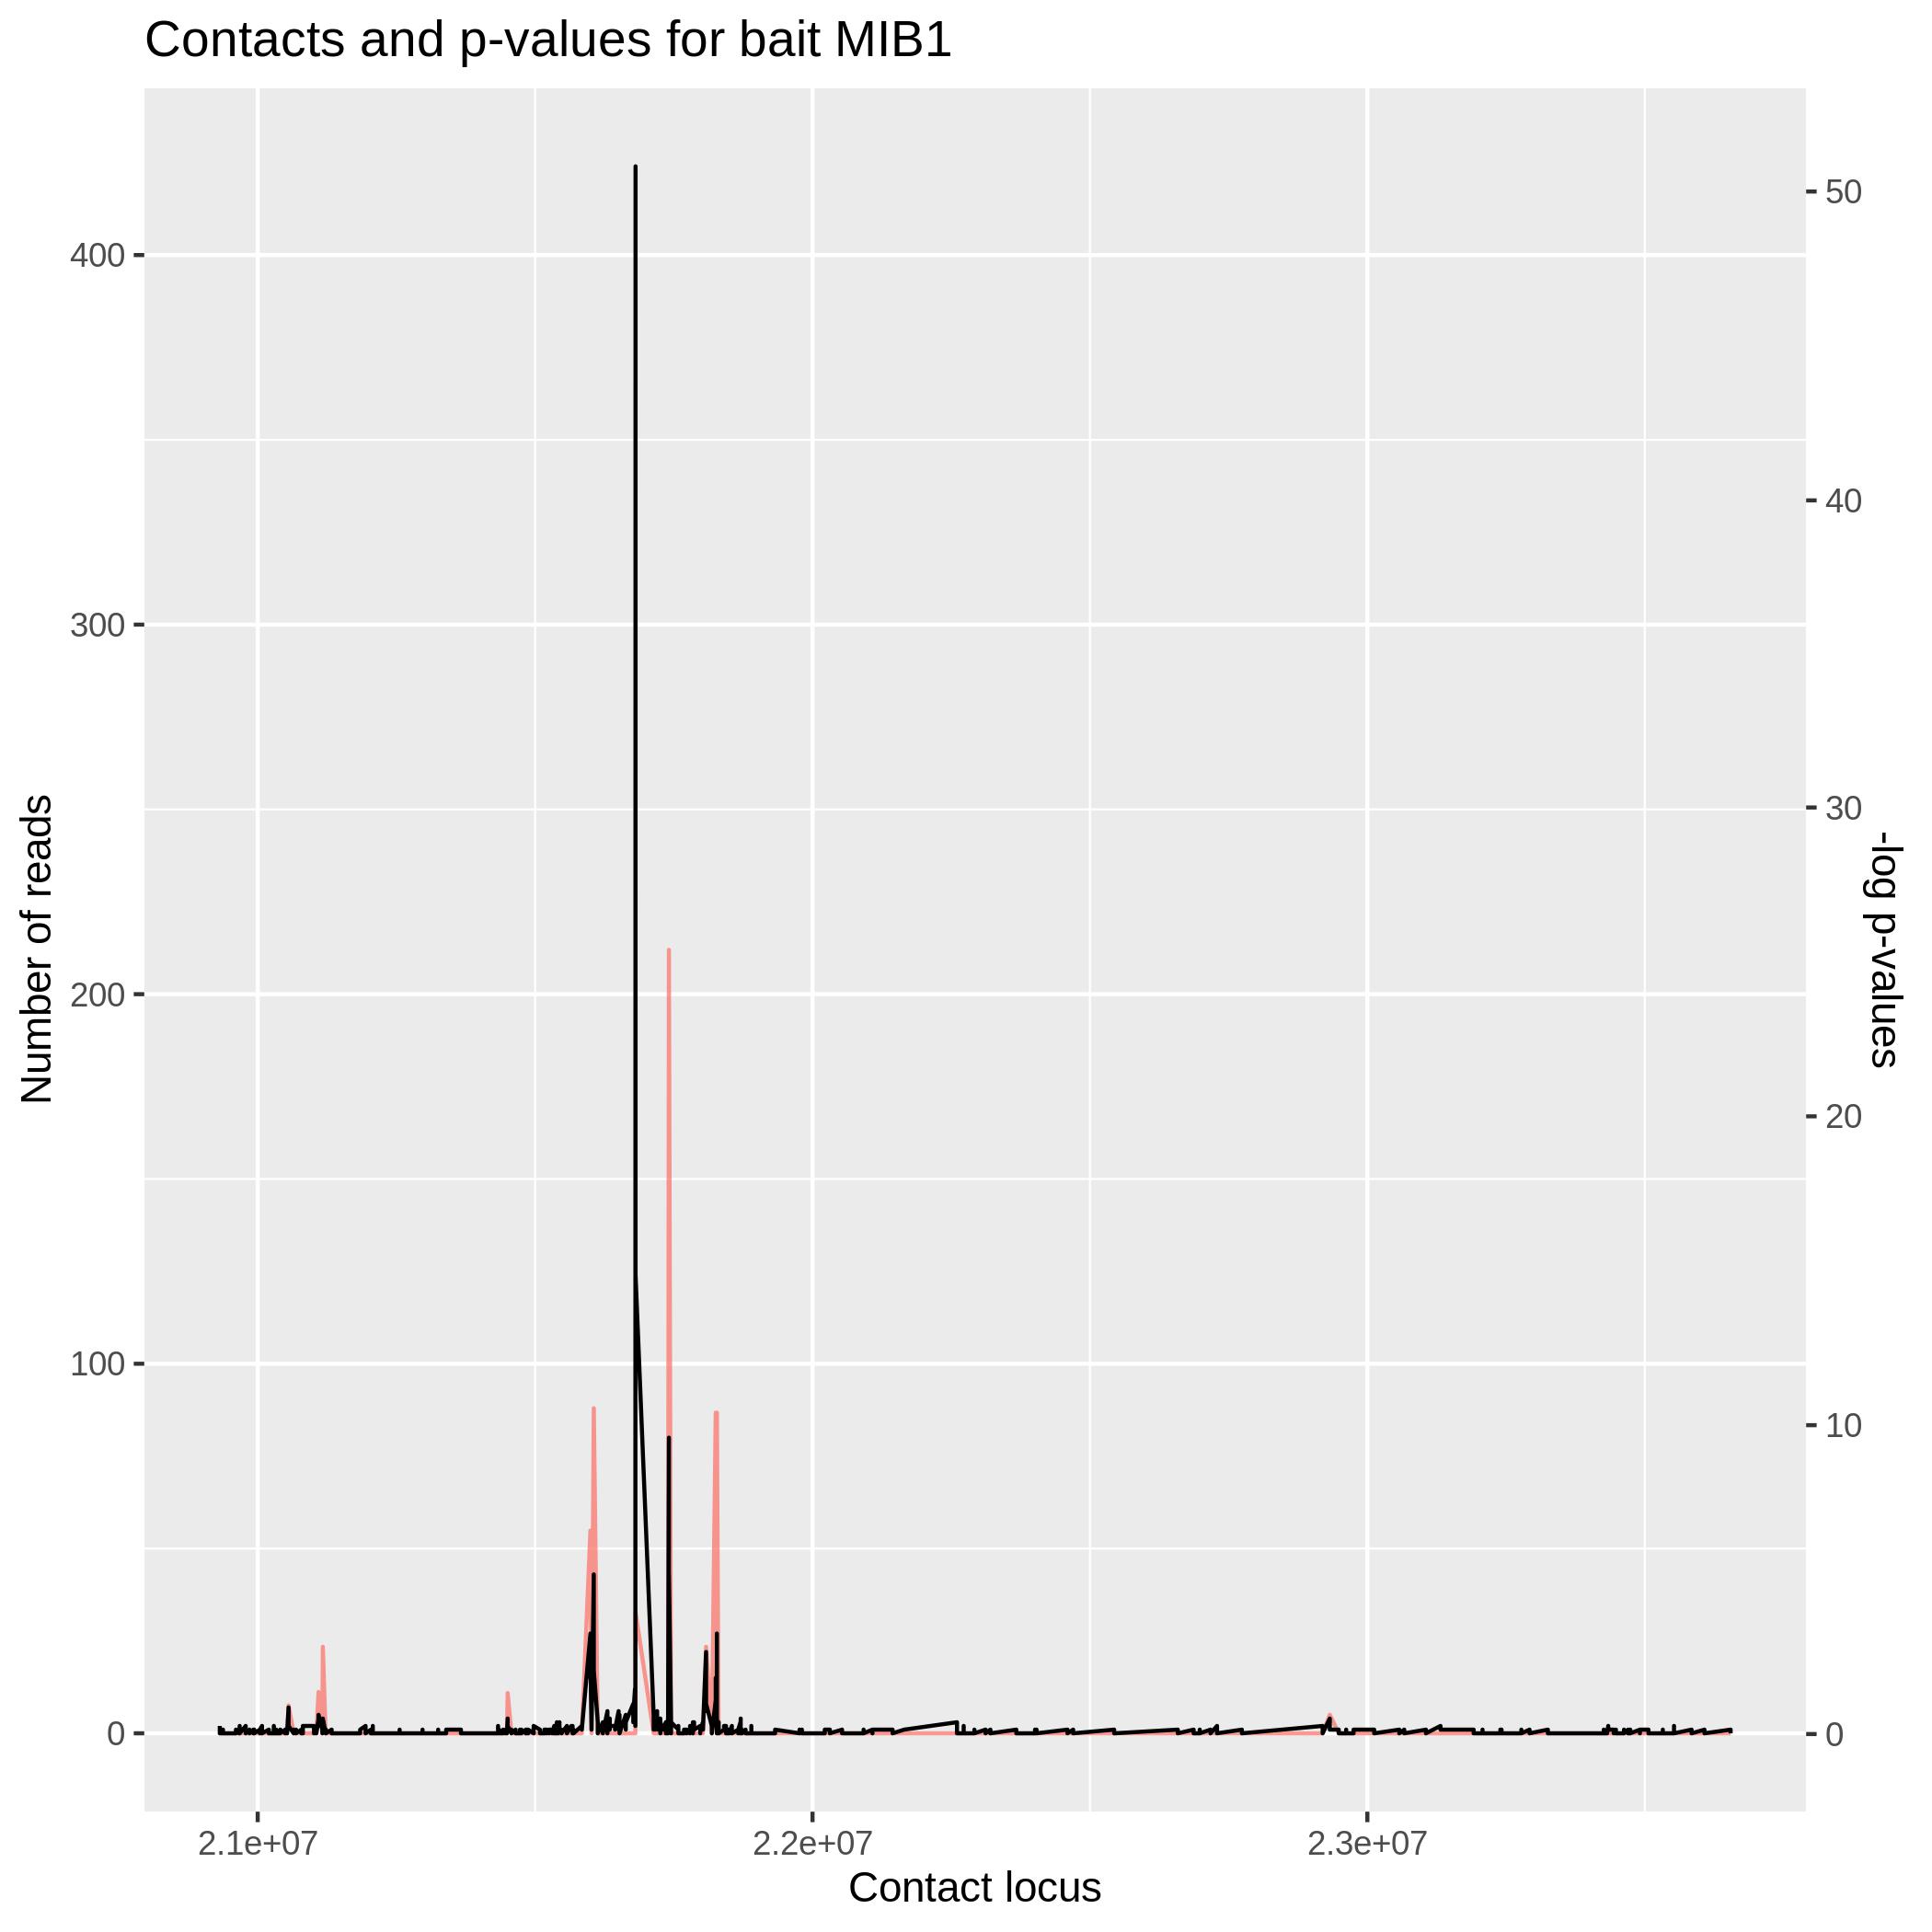 Contacts and p-values for bait MIB1
Number of reads
400
300
200
100
0
50
40
30
20
10
0
-log p-values
2.1e+07 2.2e+07 2.3e+07
Contact locus